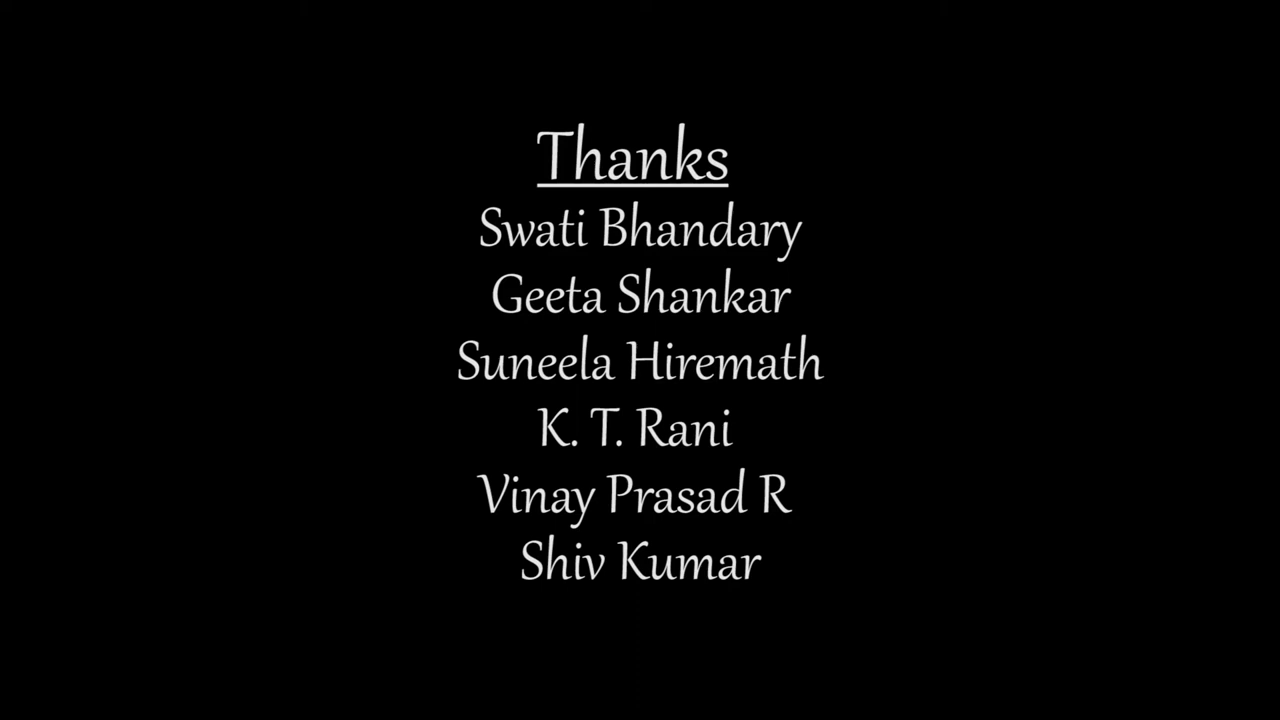 Thanks
Swati Bhandary
Geeta Shankar
Suneela Hiremath
K. T. Rani
Vinay Prasad R
Shiv Kumar